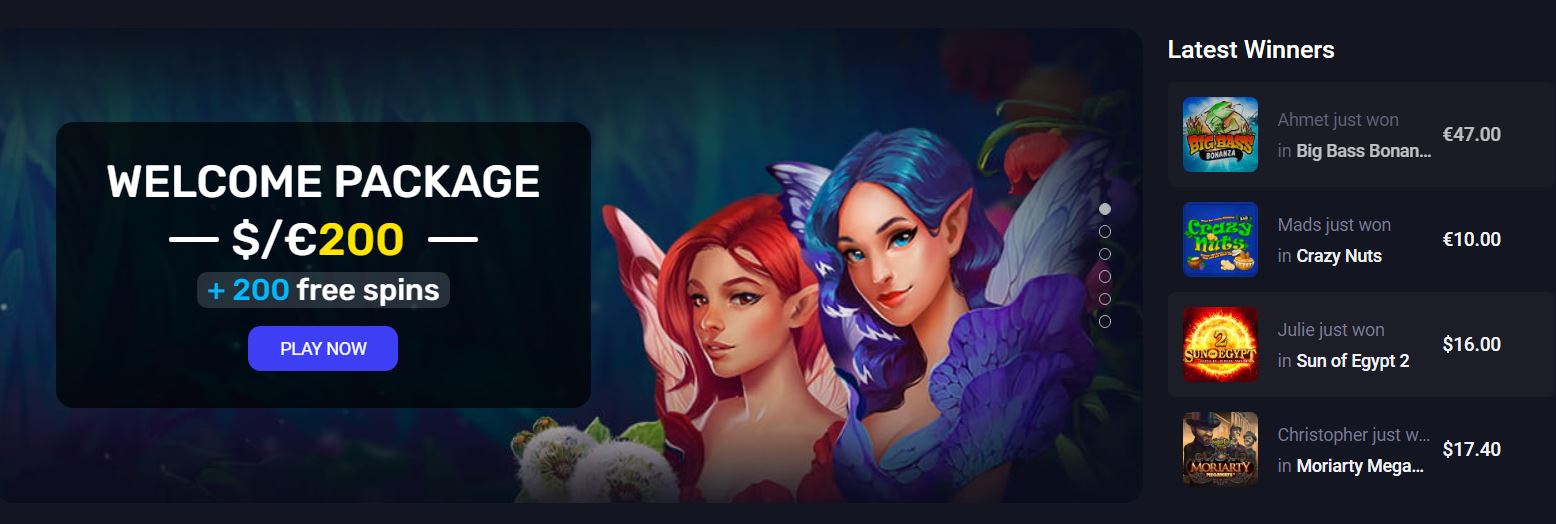 WELCOME PACKAGE
$/€200
+ 200 free spins
PLAY NOW
Latest Winners
BIG BASS
BONANZA
Ahmet just won
in Big Bass Bonan...
€47.00
Crazy
Nuts
Mads just won
in Crazy Nuts
€10.00
2
SUN OF EGYPT
Julie just won
in Sun of Egypt 2
$16.00
MORIARTY
MEGAWAYS
Christopher just w...
in Moriarty Mega...
$17.40